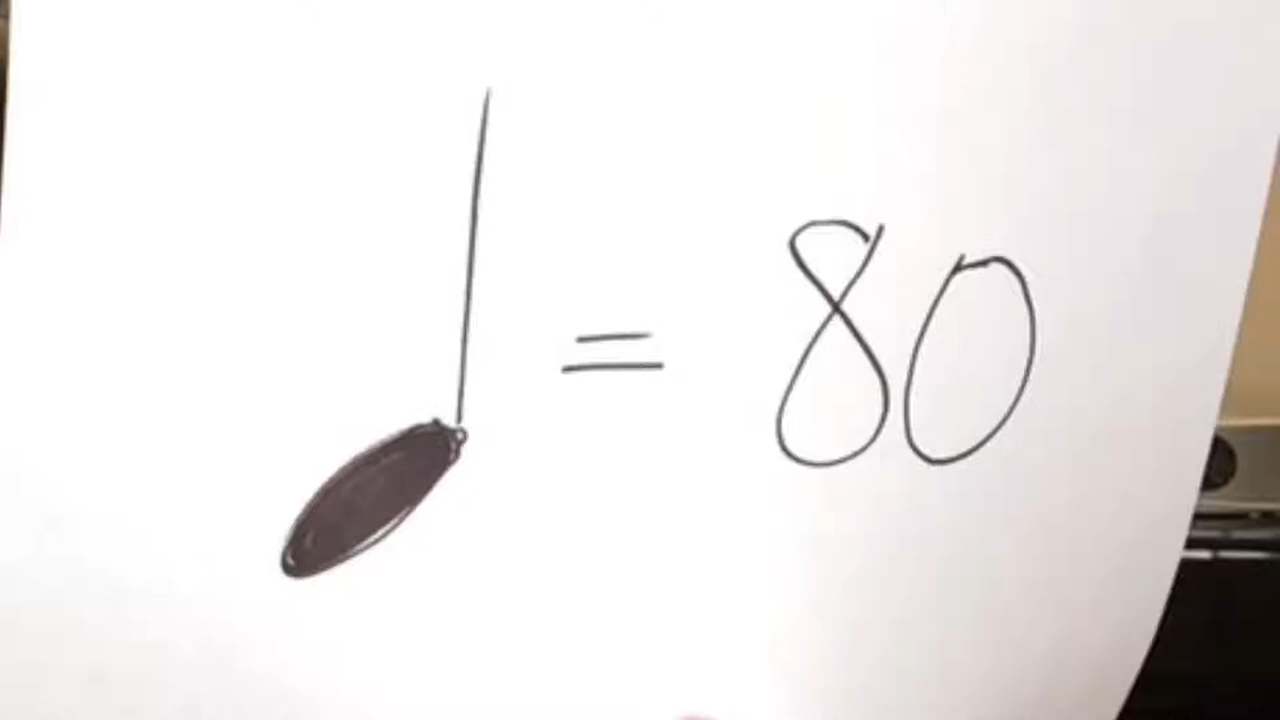 ♩ = 80